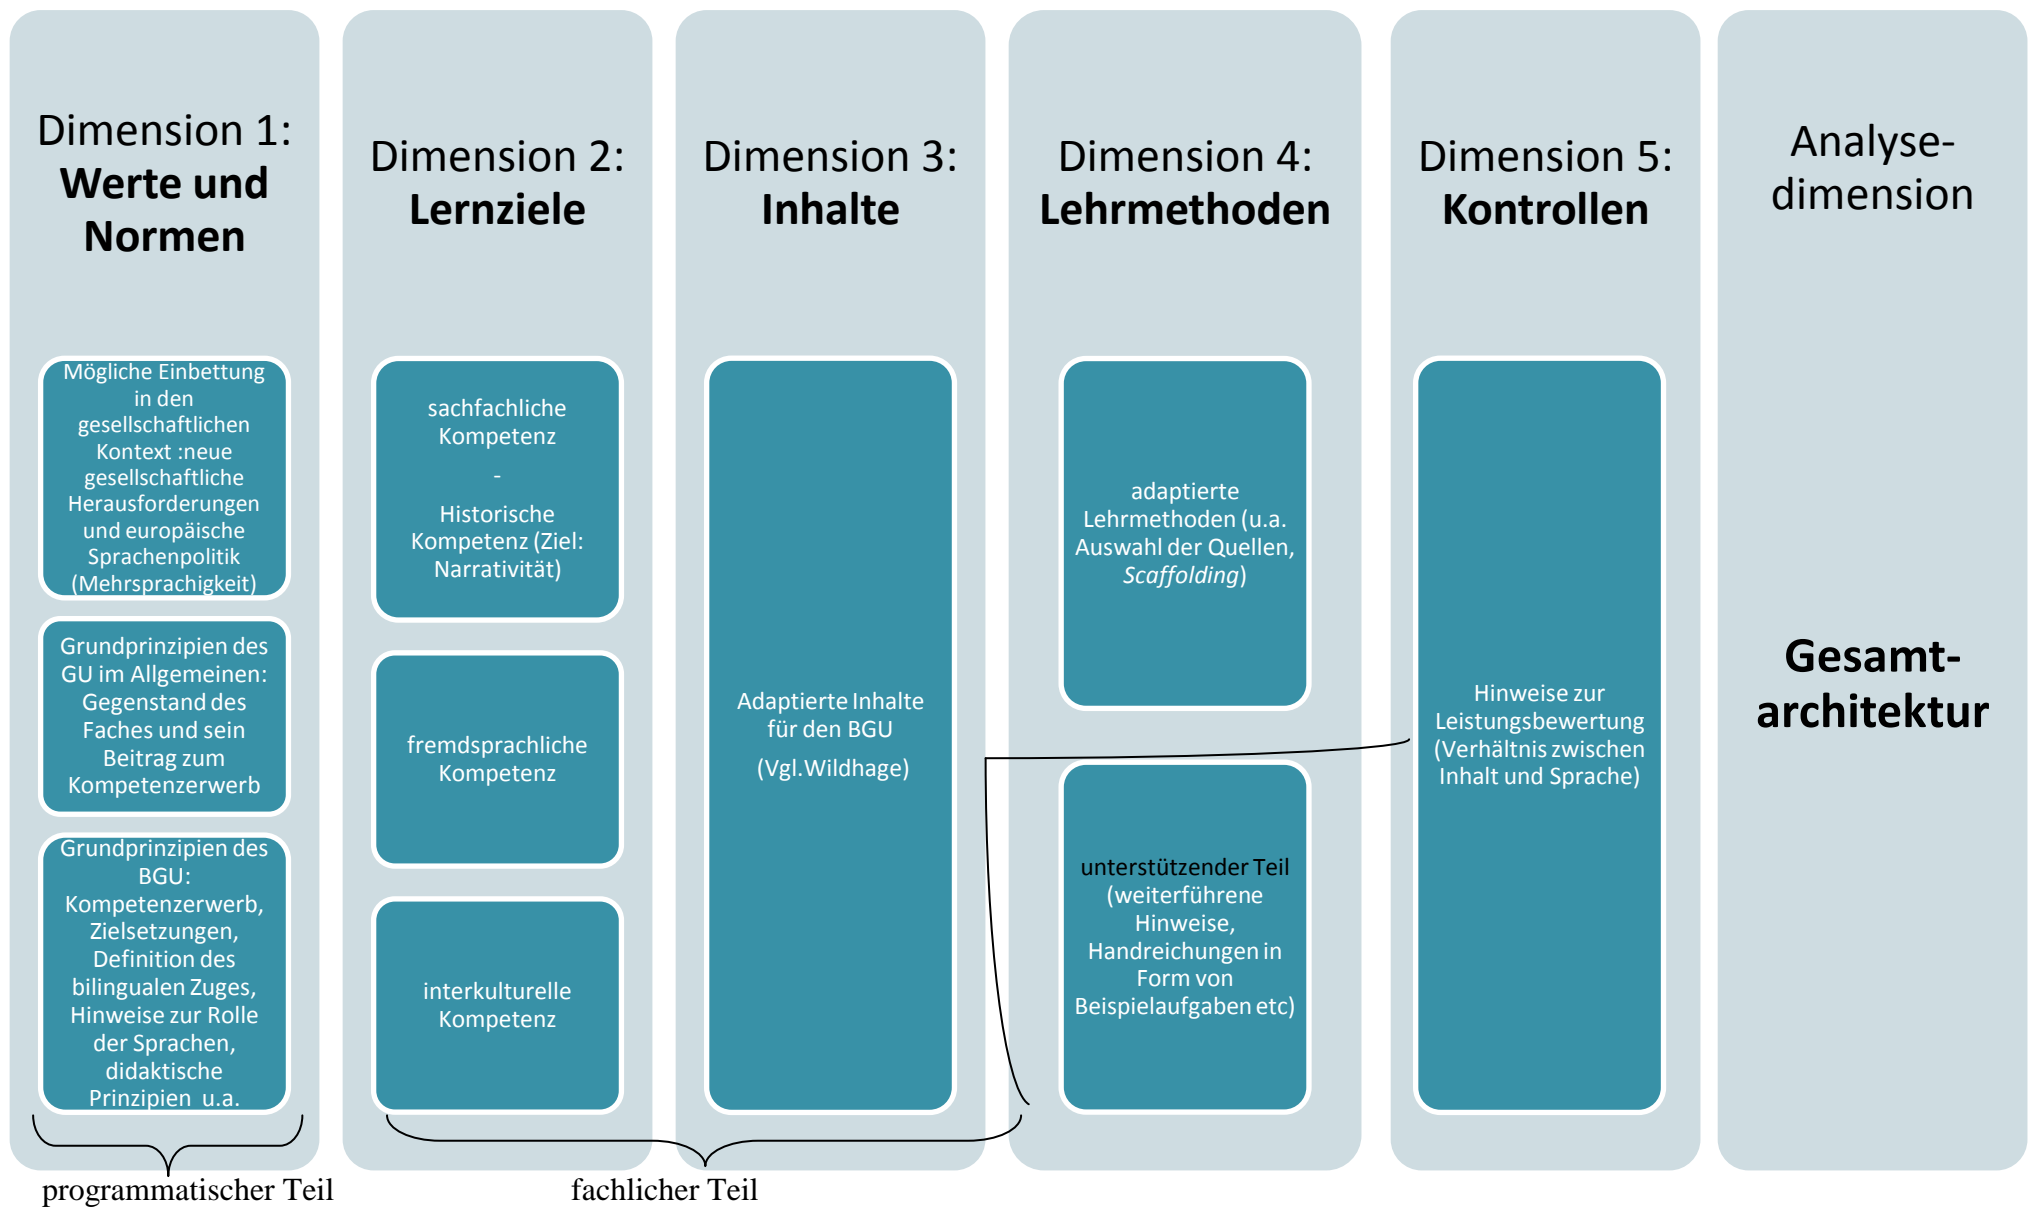 Dimension 1:
Werte und
Normen
Mögliche Einbettung
in den
gesellschaftlichen
Kontext :neue
gesellschaftliche
Herausforderungen
und europäische
Sprachenpolitik
(Mehrsprachigkeit)
Grundprinzipien des
GU im Allgemeinen:
Gegenstand des
Faches und sein
Beitrag zum
Kompetenzerwerb
Grundprinzipien des
BGU:
Kompetenzerwerb,
Zielsetzungen,
Definition des
bilingualen Zuges,
Hinweise zur Rolle
der Sprachen,
didaktische
Prinzipien u.a.
programmatischer Teil
Dimension 2:
Lernziele
sachfachliche
Kompetenz
-
Historische
Kompetenz (Ziel:
Narrativität)
fremdsprachliche
Kompetenz
interkulturelle
Kompetenz
Dimension 3:
Inhalte
Adaptierte Inhalte
für den BGU
(Vgl.Wildhage)
fachlicher Teil
Dimension 4:
Lehrmethoden
adaptierte
Lehrmethoden (u.a.
Auswahl der Quellen,
Scaffolding)
unterstützender Teil
(weiterführene
Hinweise,
Handreichungen in
Form von
Beispielaufgaben etc)
Dimension 5:
Kontrollen
Hinweise zur
Leistungsbewertung
(Verhältnis zwischen
Inhalt und Sprache)
Analyse-
dimension
Gesamt-
architektur